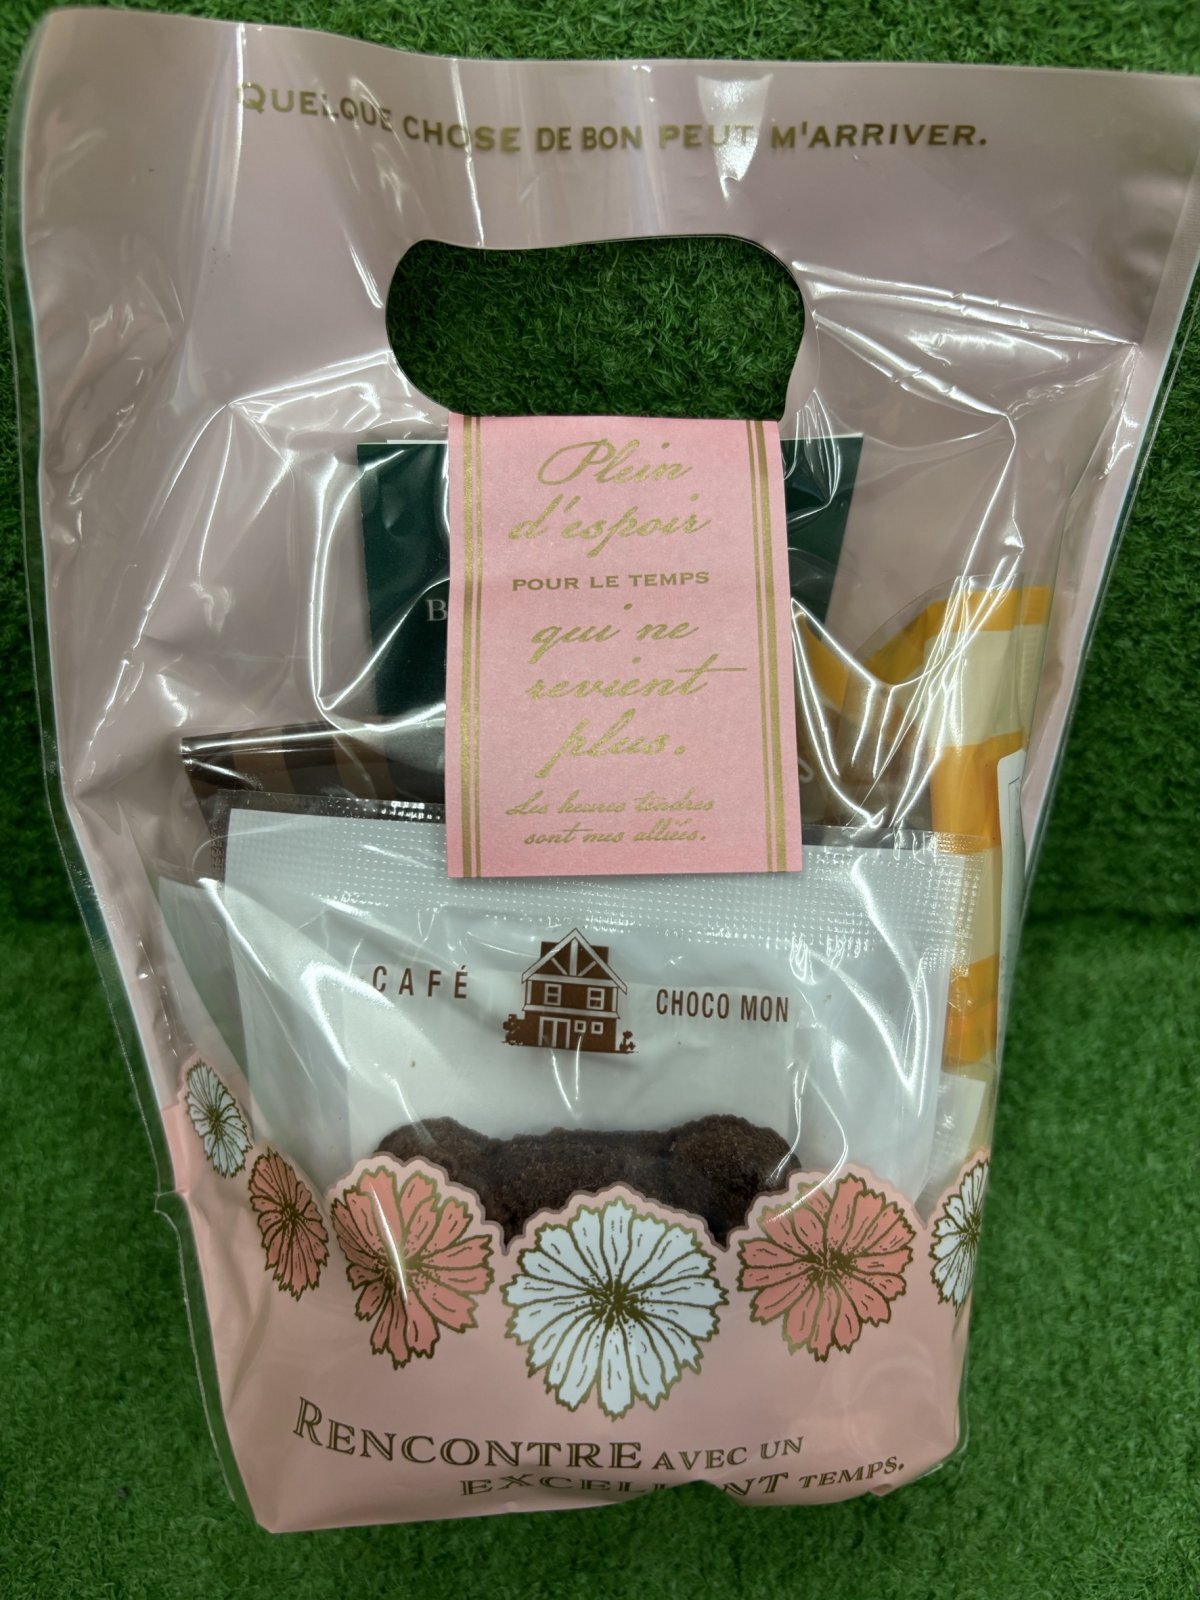 QUELQUE CHOSE DE BON PEUT M'ARRIVER.
Plein
d'espoir
POUR LE TEMPS
qui ne
revient
plus.
Les heures tendres
sont mes alliées.
CAFÉ CHOCO MON
RENCONTRE AVEC UN
EXCELLENT TEMPS.